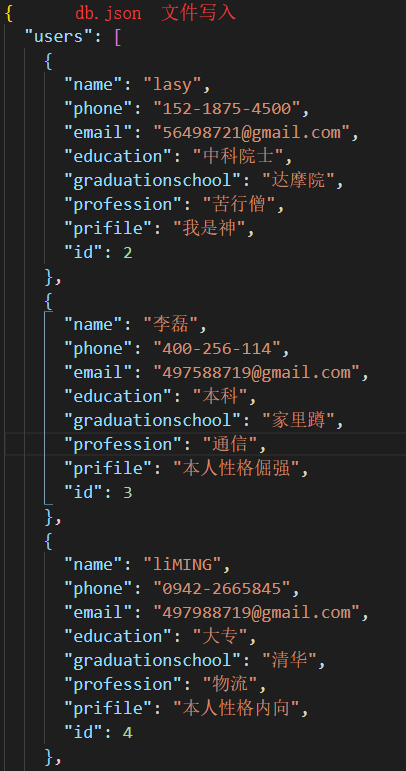 { db.json 文件写入
"users": [
{
"name": "lasy",
"phone": "152-1875-4500",
"email": "56498721@gmail.com",
"education": "中科院士",
"graduationschool": "达摩院",
"profession": "苦行僧",
"prifile": "我是神",
"id": 2
},
{
"name": "李磊",
"phone": "400-256-114",
"email": "497588719@gmail.com",
"education": "本科",
"graduationschool": "家里蹲",
"profession": "通信",
"prifile": "本人性格倔强",
"id": 3
},
{
"name": "liMING",
"phone": "0942-2665845",
"email": "497988719@gmail.com",
"education": "大专",
"graduationschool": "清华",
"profession": "物流",
"prifile": "本人性格内向",
"id": 4
},